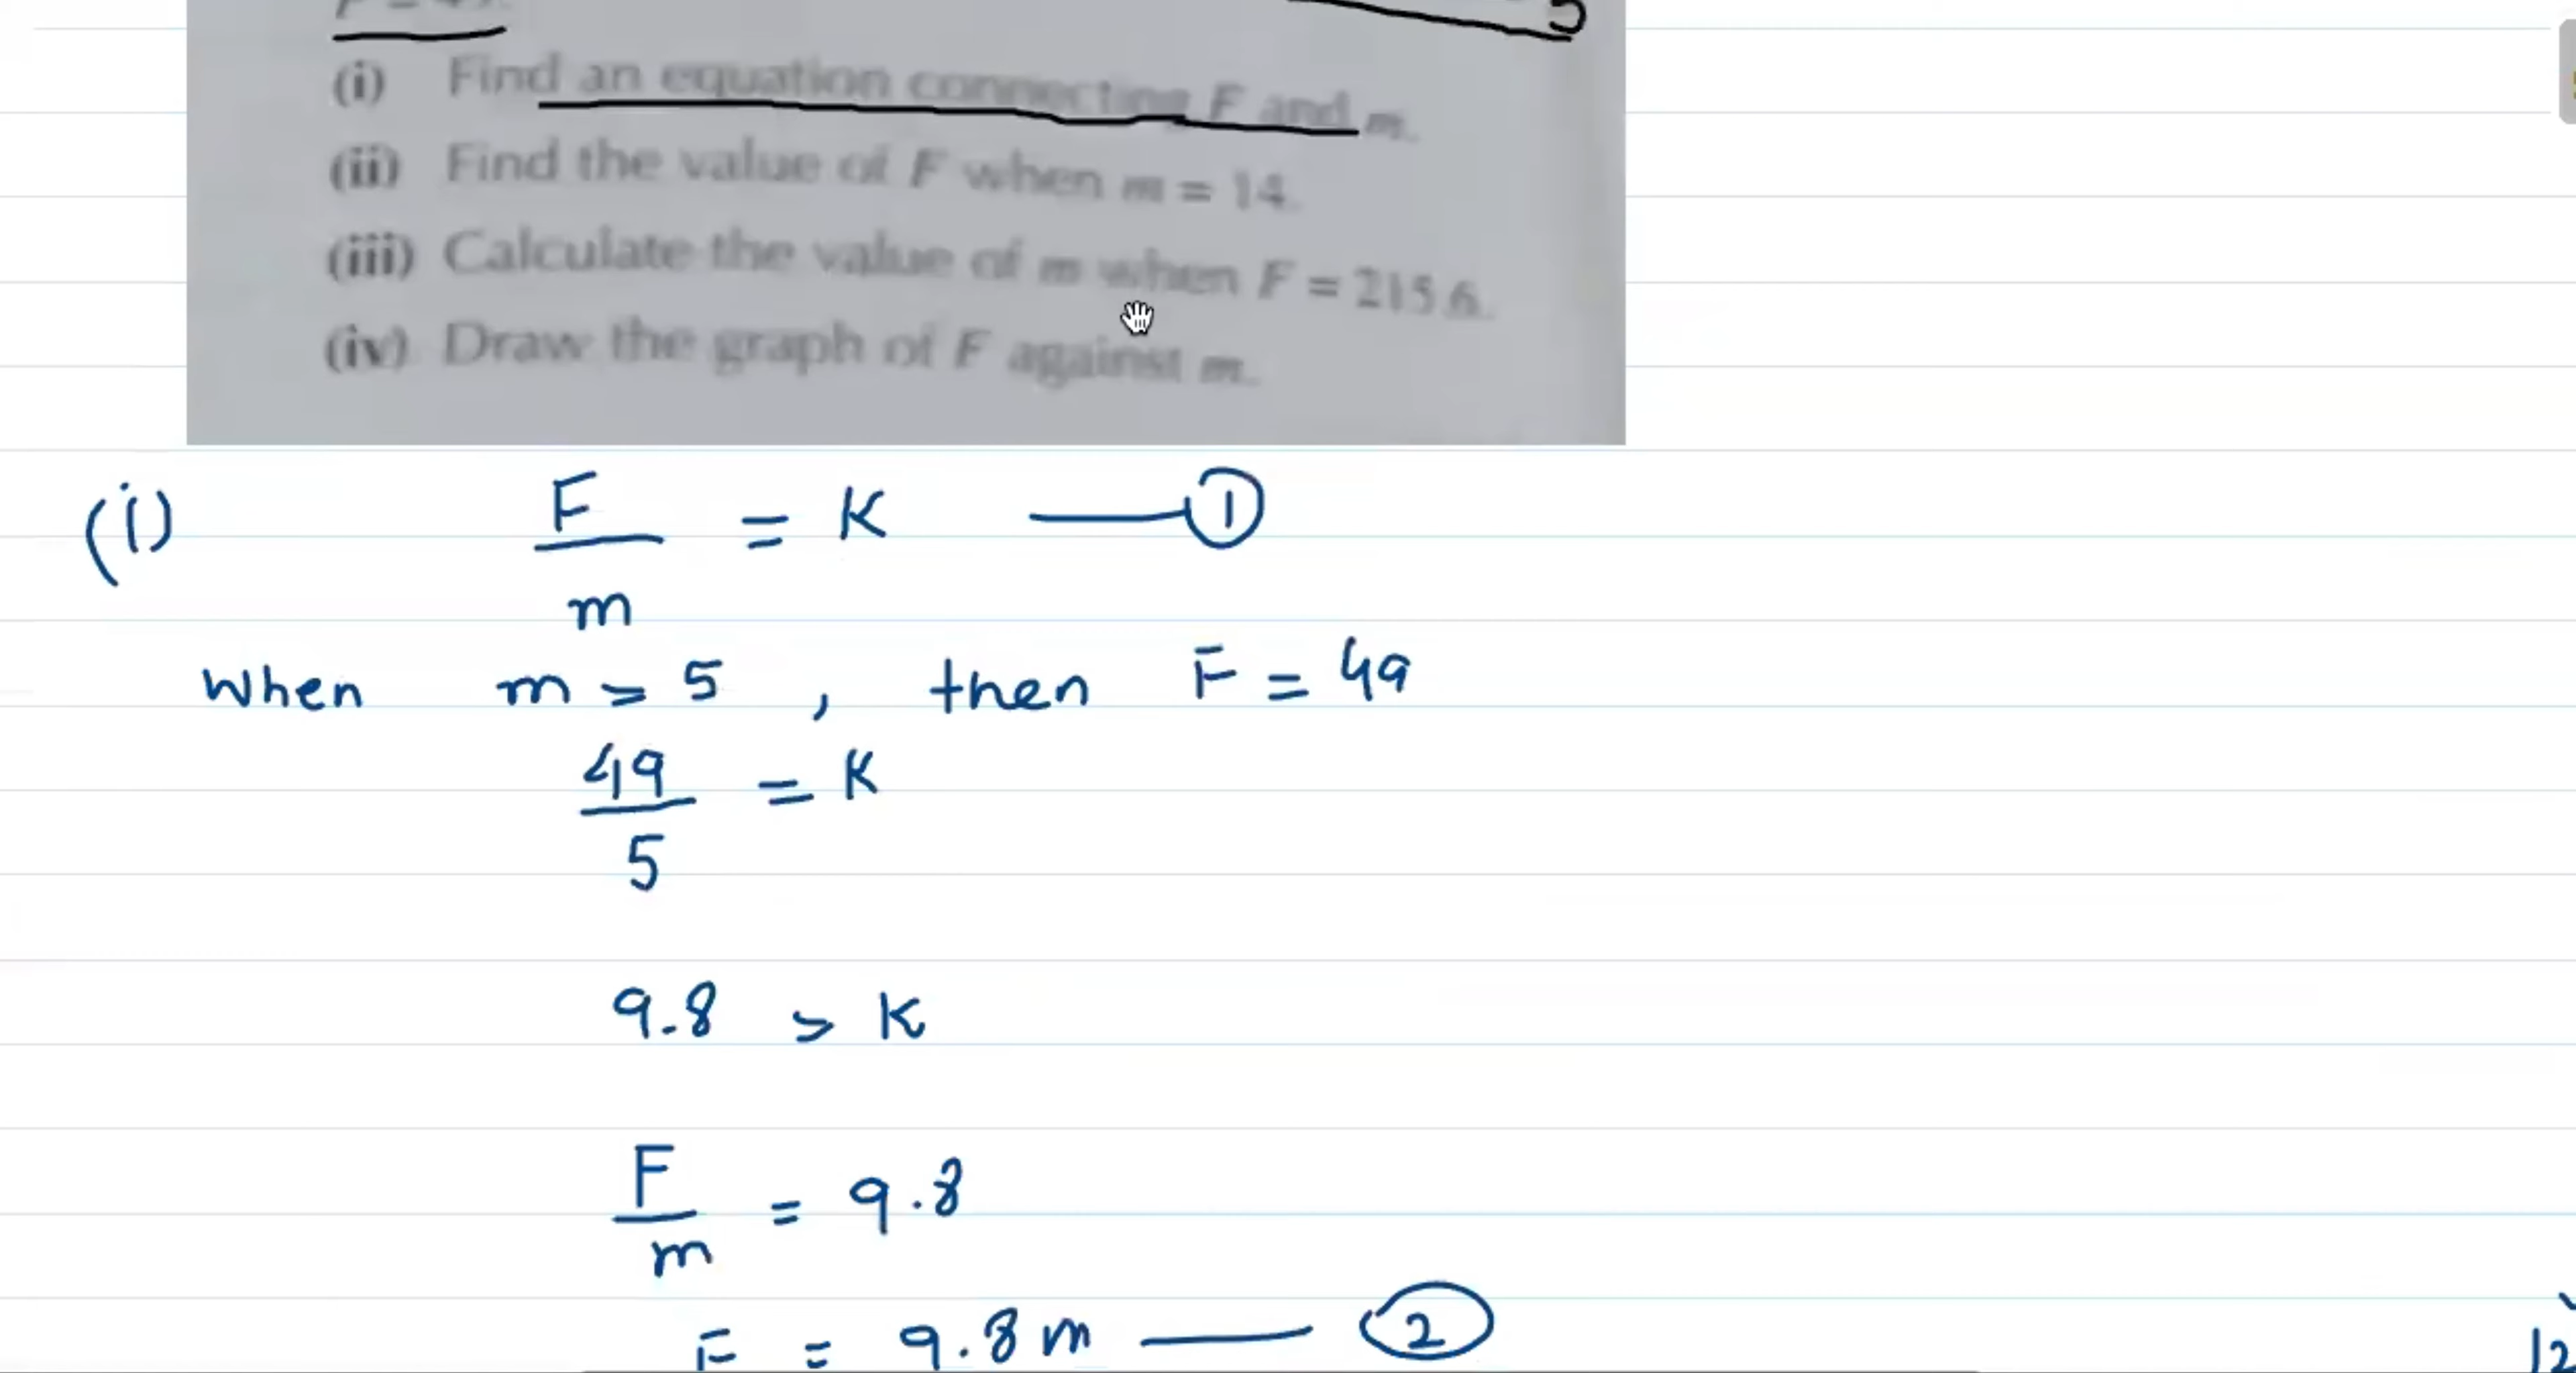 (i) Find an equation connecting F and m.
(ii) Find the value of F when m = 14.
(iii) Calculate the value of m when F = 215.6.
(iv) Draw the graph of F against m.
(i) F/m = K —— ①
when m = 5 , then F = 49
49/5 = K
9.8 = K
F/m = 9.8
F = 9.8 m —— ②
12